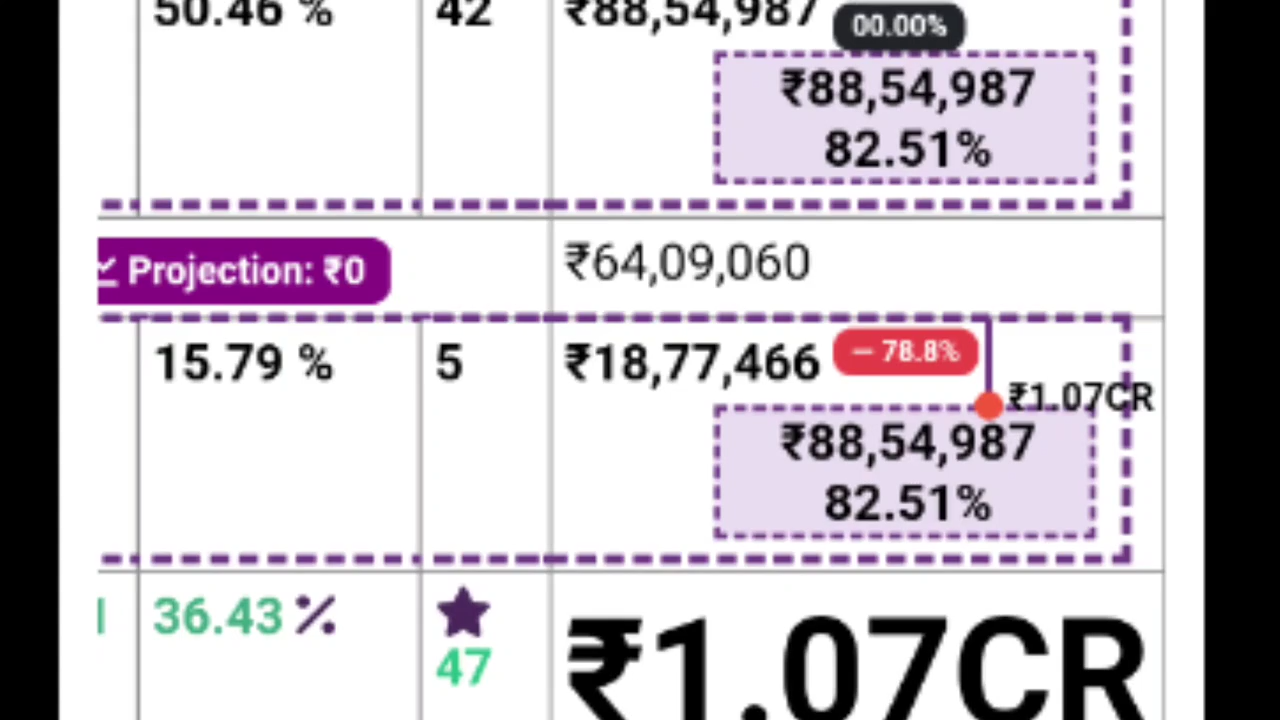 50.46 % 42 ₹88,54,987 00.00%
₹88,54,987
82.51%
Projection: ₹0 ₹64,09,060
15.79 % 5 ₹18,77,466 – 78.8%
₹1.07CR
₹88,54,987
82.51%
36.43 % 47 ₹1.07CR